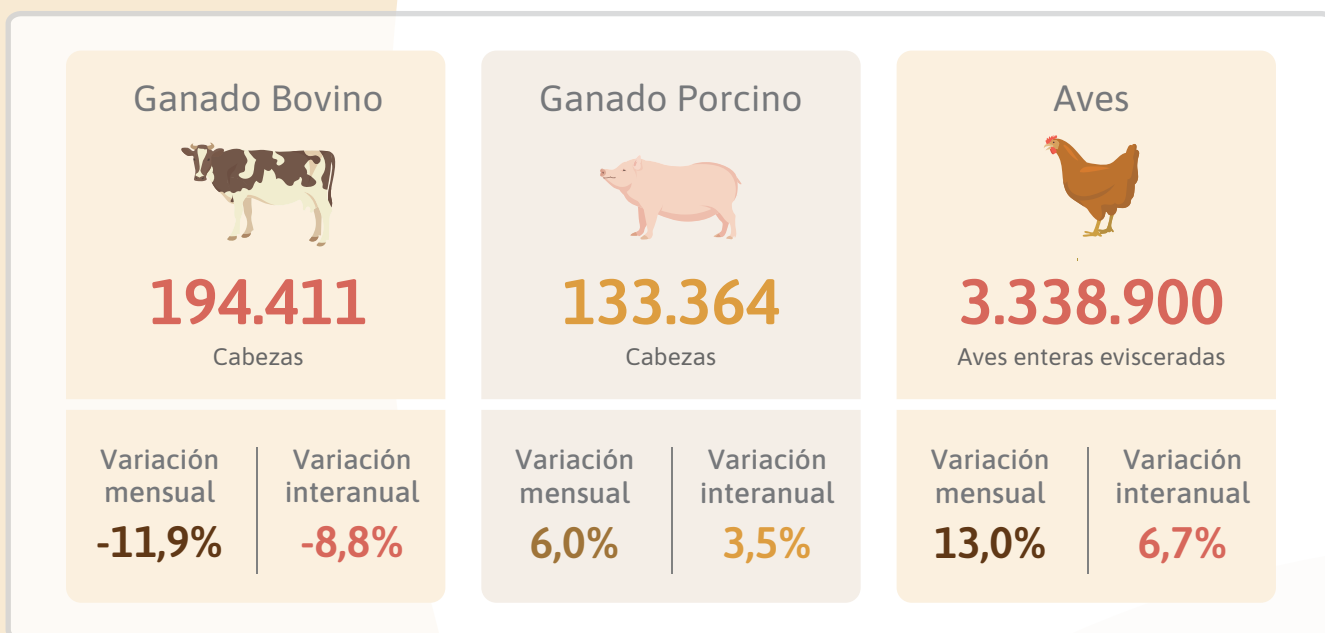 Ganado Bovino
194.411
Cabezas
Variación
mensual
-11,9%
Variación
interanual
-8,8%
Ganado Porcino
133.364
Cabezas
Variación
mensual
6,0%
Variación
interanual
3,5%
Aves
3.338.900
Aves enteras evisceradas
Variación
mensual
13,0%
Variación
interanual
6,7%